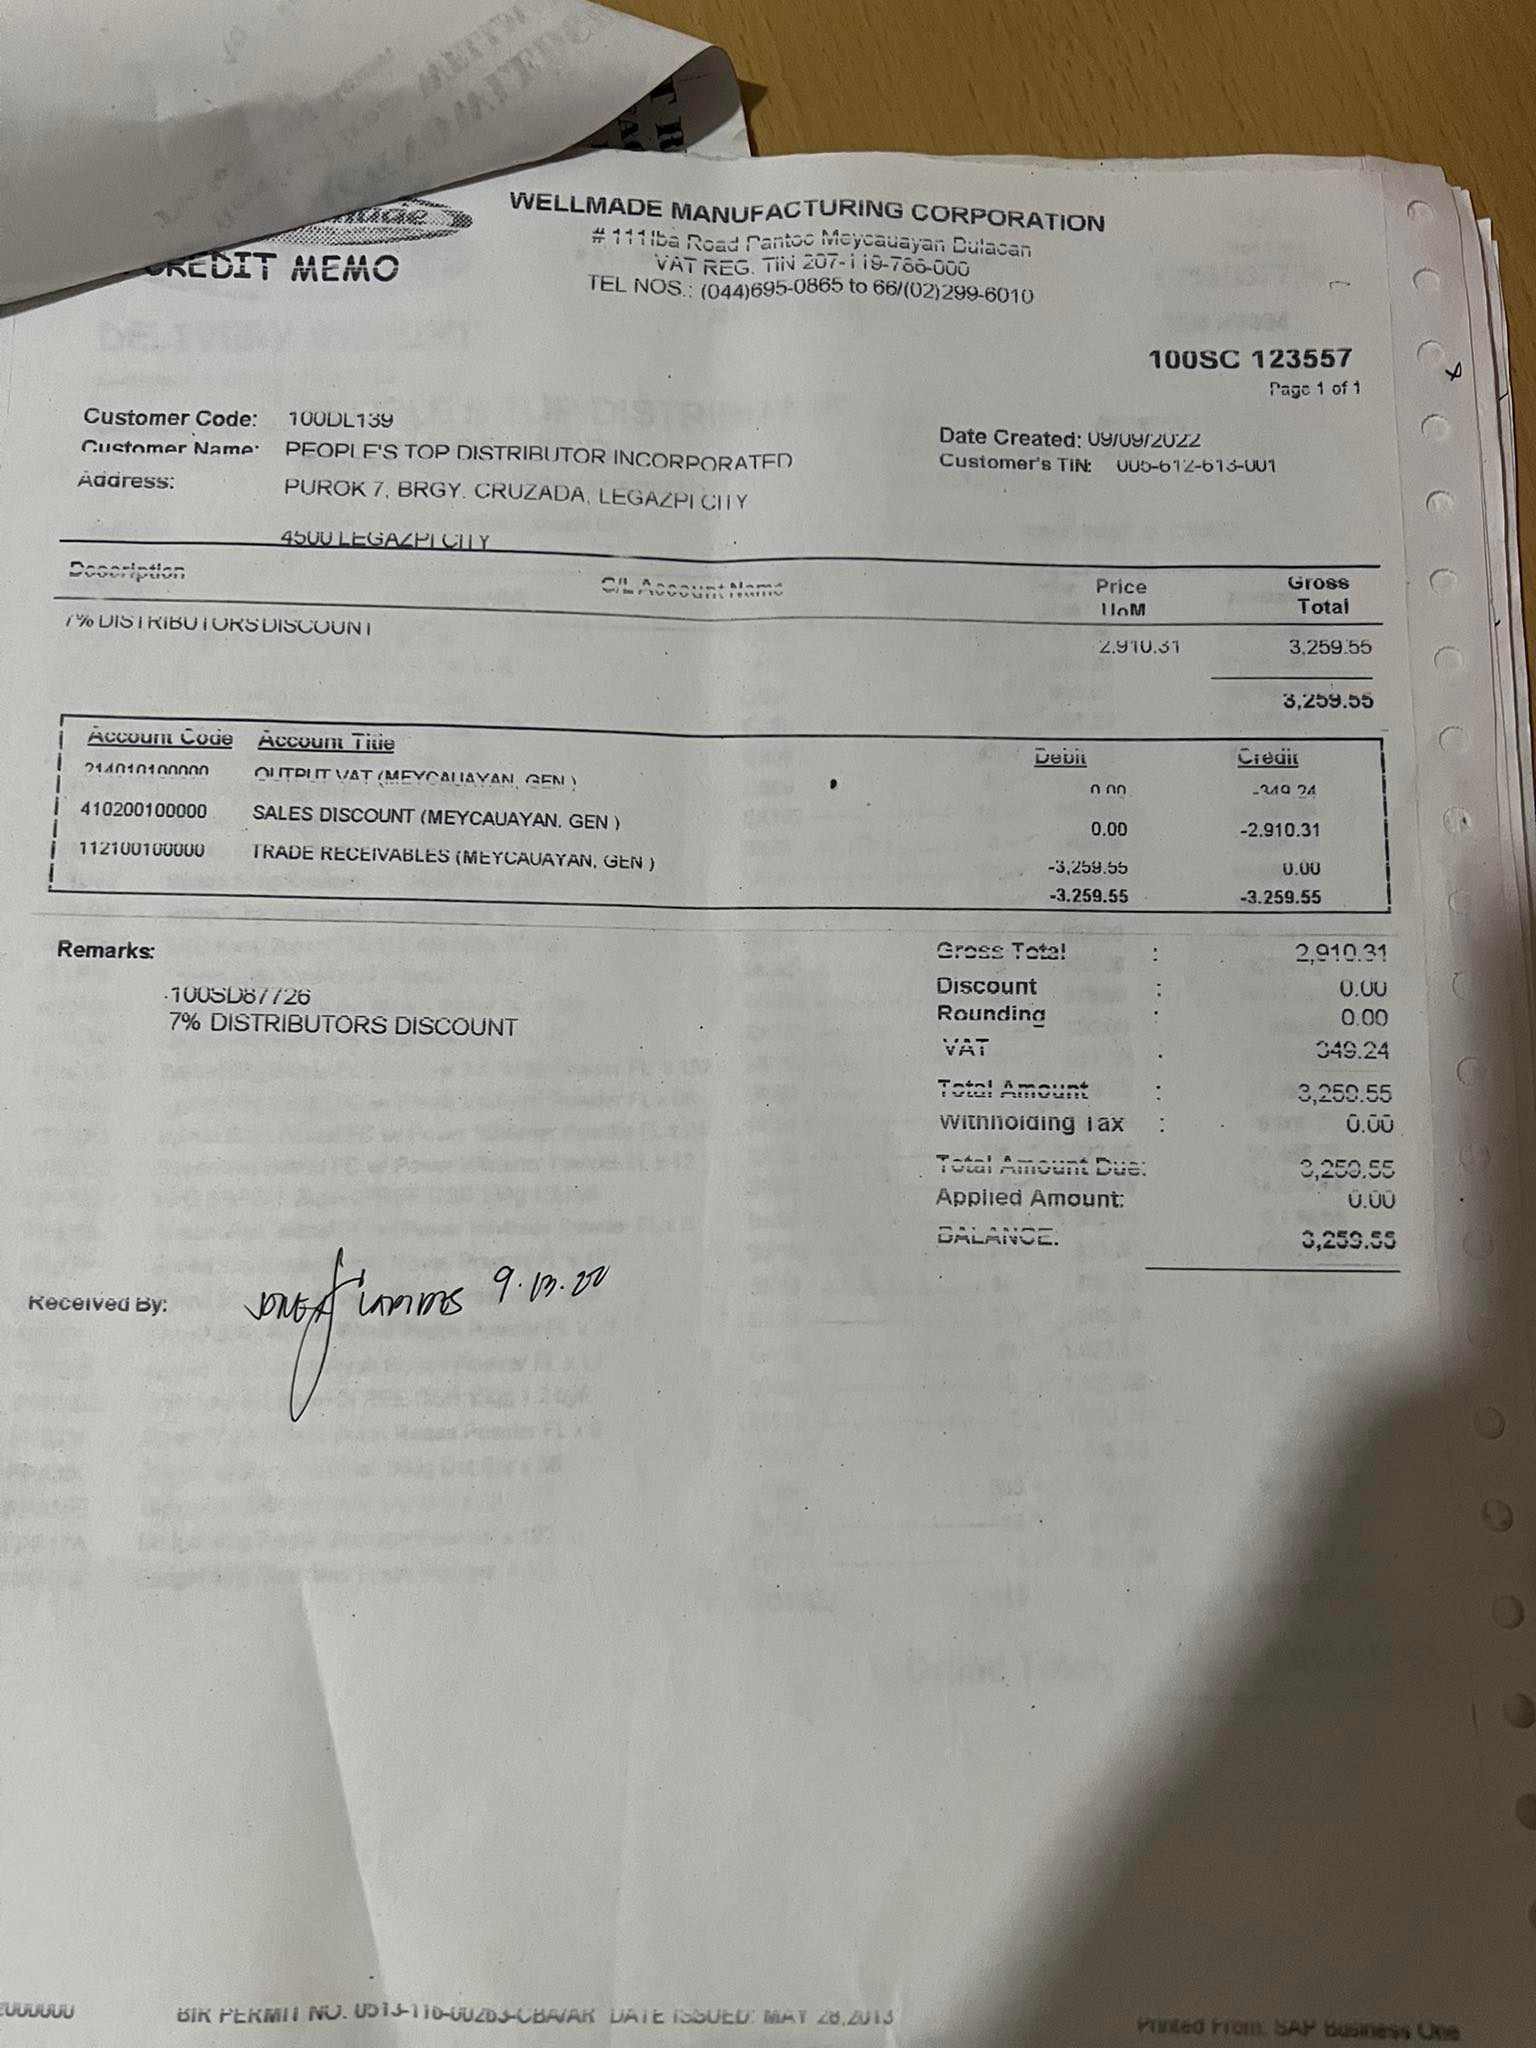 WELLMADE MANUFACTURING CORPORATION
# 111 Iba Road Pantoc Meycauayan Bulacan
VAT REG. TIN 207-119-786-000
CREDIT MEMO
TEL NOS.: (044)695-0865 to 66/(02)299-6010
100SC 123557
Page 1 of 1
Customer Code: 100DL139
Date Created: 09/09/2022
Customer Name: PEOPLE'S TOP DISTRIBUTOR INCORPORATED
Customer's TIN: 005-612-613-001
Address: PUROK 7, BRGY. CRUZADA, LEGAZPI CITY
4500 LEGAZPI CITY
Description G/L Account Name Price UoM Gross Total
7% DISTRIBUTORS DISCOUNT 2,910.31 3,259.55
3,259.55
Account Code Account Title Debit Credit
214010100000 OUTPUT VAT (MEYCAUAYAN, GEN ) 0.00 -349.24
410200100000 SALES DISCOUNT (MEYCAUAYAN, GEN ) 0.00 -2,910.31
112100100000 TRADE RECEIVABLES (MEYCAUAYAN, GEN ) -3,259.55 0.00
-3,259.55 -3,259.55
Remarks:
100SD87726
7% DISTRIBUTORS DISCOUNT
Gross Total : 2,910.31
Discount : 0.00
Rounding : 0.00
VAT : 349.24
Total Amount : 3,259.55
Withholding Tax : 0.00
Total Amount Due: 3,259.55
Applied Amount: 0.00
BALANCE: 3,259.55
Received By: 9.13.22
BIR PERMIT NO. 0513-116-00263-CBA/AR DATE ISSUED: MAY 28,2013
Printed From: SAP Business One